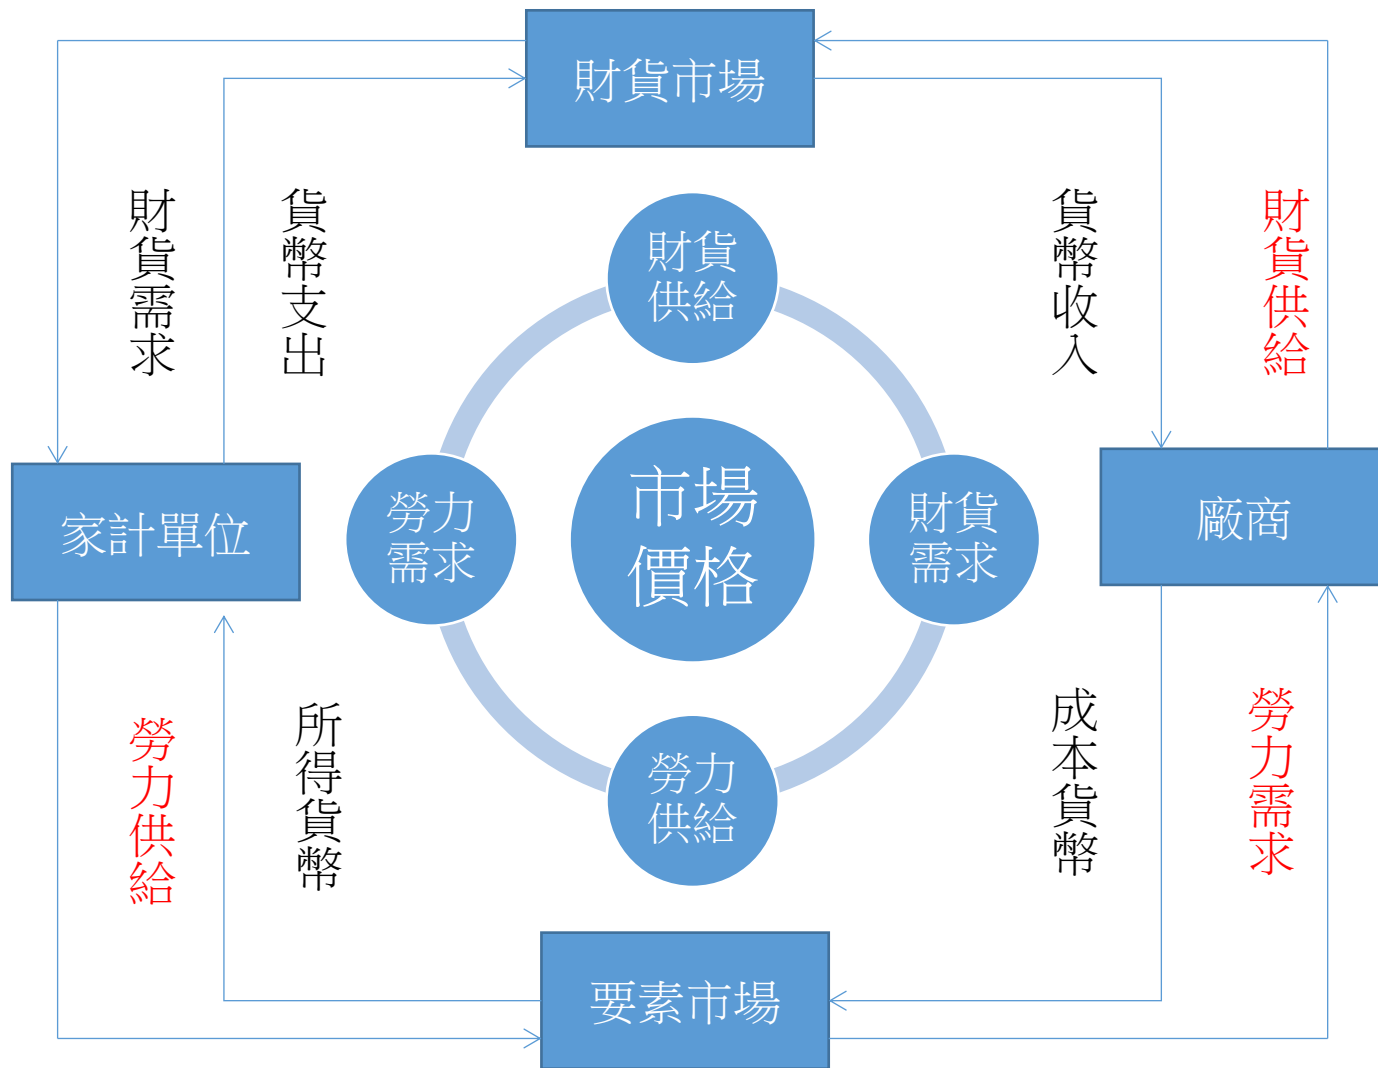 財貨市場
財貨需求
貨幣支出
財貨
供給
貨幣收入
財貨供給
家計單位
勞力
需求
市場
價格
財貨
需求
廠商
勞力供給
所得貨幣
勞力
供給
成本貨幣
勞力需求
要素市場